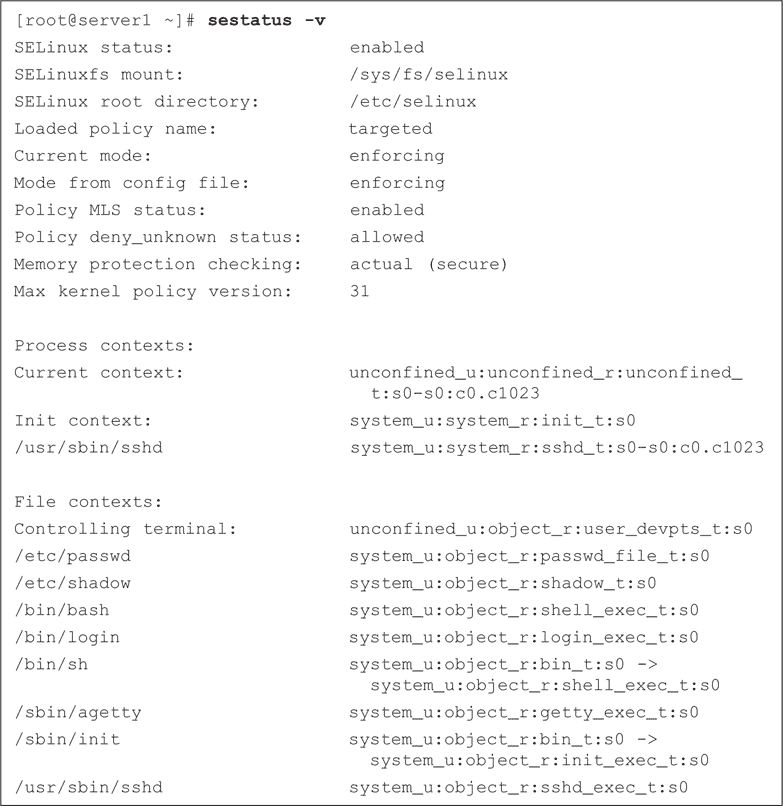 [root@server1 ~]# sestatus -v
SELinux status: enabled
SELinuxfs mount: /sys/fs/selinux
SELinux root directory: /etc/selinux
Loaded policy name: targeted
Current mode: enforcing
Mode from config file: enforcing
Policy MLS status: enabled
Policy deny_unknown status: allowed
Memory protection checking: actual (secure)
Max kernel policy version: 31
Process contexts:
Current context: unconfined_u:unconfined_r:unconfined_
t:s0-s0:c0.c1023
Init context: system_u:system_r:init_t:s0
/usr/sbin/sshd system_u:system_r:sshd_t:s0-s0:c0.c1023
File contexts:
Controlling terminal: unconfined_u:object_r:user_devpts_t:s0
/etc/passwd system_u:object_r:passwd_file_t:s0
/etc/shadow system_u:object_r:shadow_t:s0
/bin/bash system_u:object_r:shell_exec_t:s0
/bin/login system_u:object_r:login_exec_t:s0
/bin/sh system_u:object_r:bin_t:s0 ->
system_u:object_r:shell_exec_t:s0
/sbin/agetty system_u:object_r:getty_exec_t:s0
/sbin/init system_u:object_r:bin_t:s0 ->
system_u:object_r:init_exec_t:s0
/usr/sbin/sshd system_u:object_r:sshd_exec_t:s0